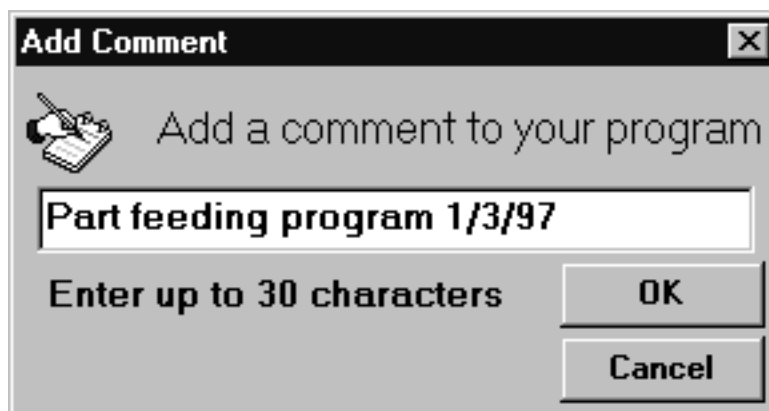 Add Comment
Add a comment to your program
Part feeding program 1/3/97
Enter up to 30 characters
OK
Cancel